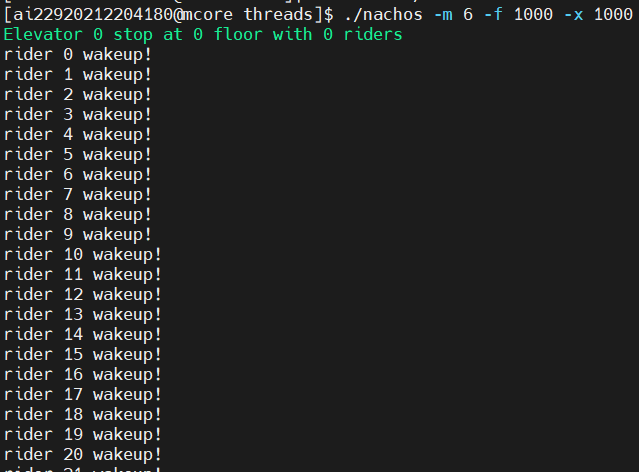 [ai22920212204180@mcore threads]$ ./nachos -m 6 -f 1000 -x 1000
Elevator 0 stop at 0 floor with 0 riders
rider 0 wakeup!
rider 1 wakeup!
rider 2 wakeup!
rider 3 wakeup!
rider 4 wakeup!
rider 5 wakeup!
rider 6 wakeup!
rider 7 wakeup!
rider 8 wakeup!
rider 9 wakeup!
rider 10 wakeup!
rider 11 wakeup!
rider 12 wakeup!
rider 13 wakeup!
rider 14 wakeup!
rider 15 wakeup!
rider 16 wakeup!
rider 17 wakeup!
rider 18 wakeup!
rider 19 wakeup!
rider 20 wakeup!
rider 21 wakeup!